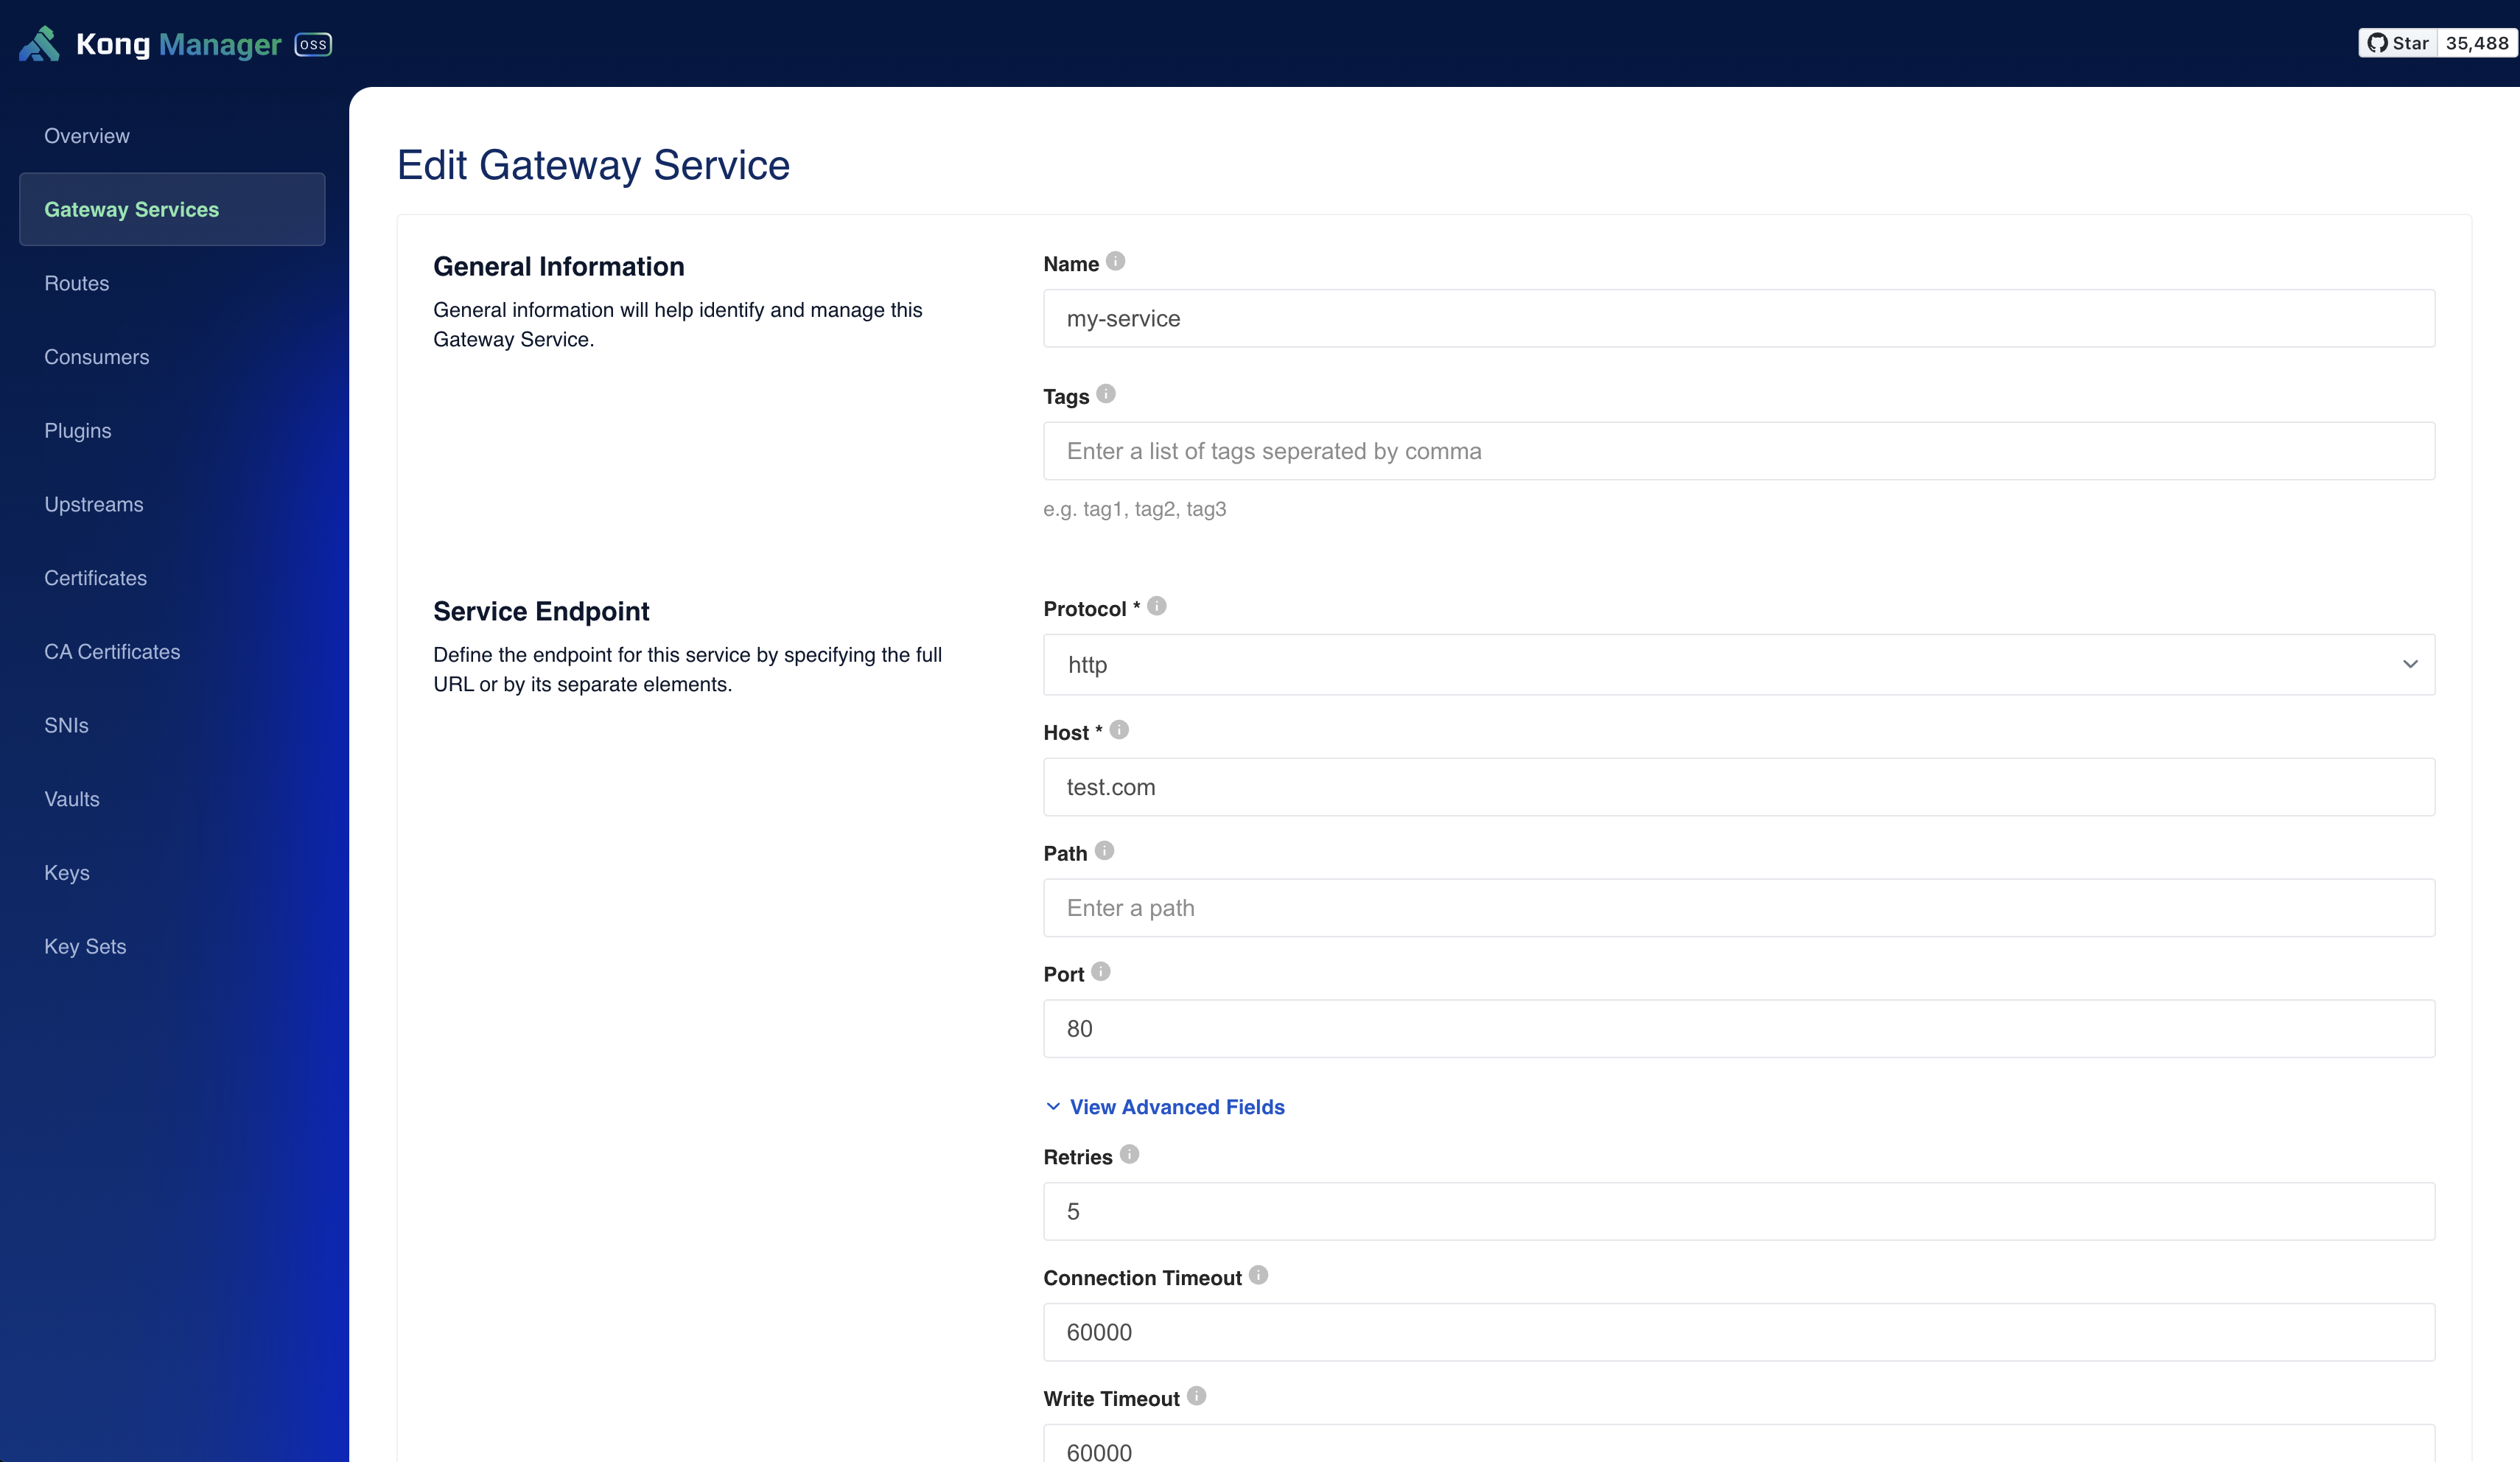 Kong Manager OSS
Star 35,488
Overview
Gateway Services
Routes
Consumers
Plugins
Upstreams
Certificates
CA Certificates
SNIs
Vaults
Keys
Key Sets
Edit Gateway Service
General Information
General information will help identify and manage this
Gateway Service.
Name
my-service
Tags
Enter a list of tags seperated by comma
e.g. tag1, tag2, tag3
Service Endpoint
Define the endpoint for this service by specifying the full
URL or by its separate elements.
Protocol *
http
Host *
test.com
Path
Enter a path
Port
80
View Advanced Fields
Retries
5
Connection Timeout
60000
Write Timeout
60000